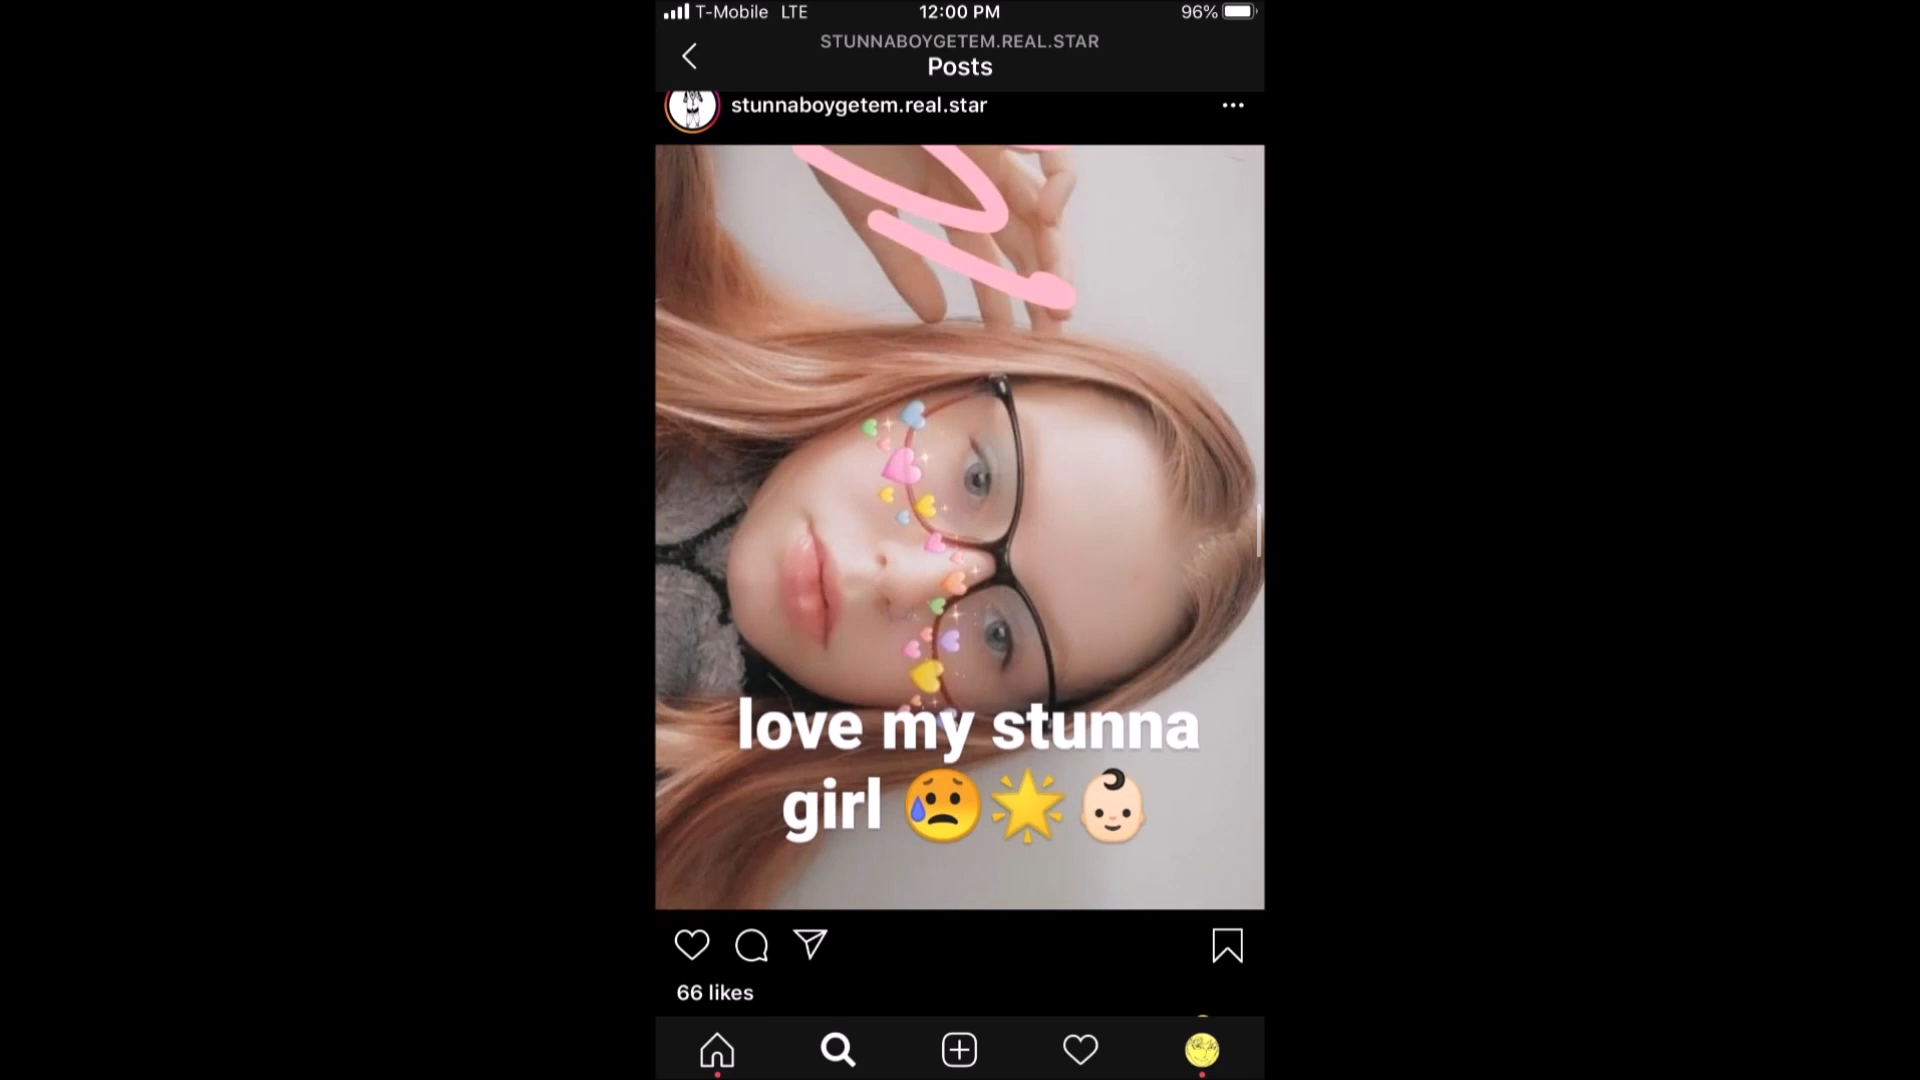 T-Mobile LTE 12:00 PM 96%
STUNNABOYGETEM.REAL.STAR
Posts
stunnaboygetem.real.star
love my stunna
girl 😥🌟👶🏻
66 likes